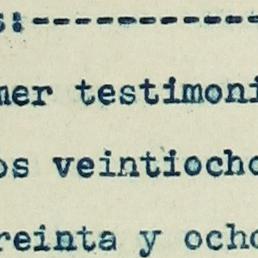 s:-----------
mer testimoni
os veintiocho
reinta y ocho